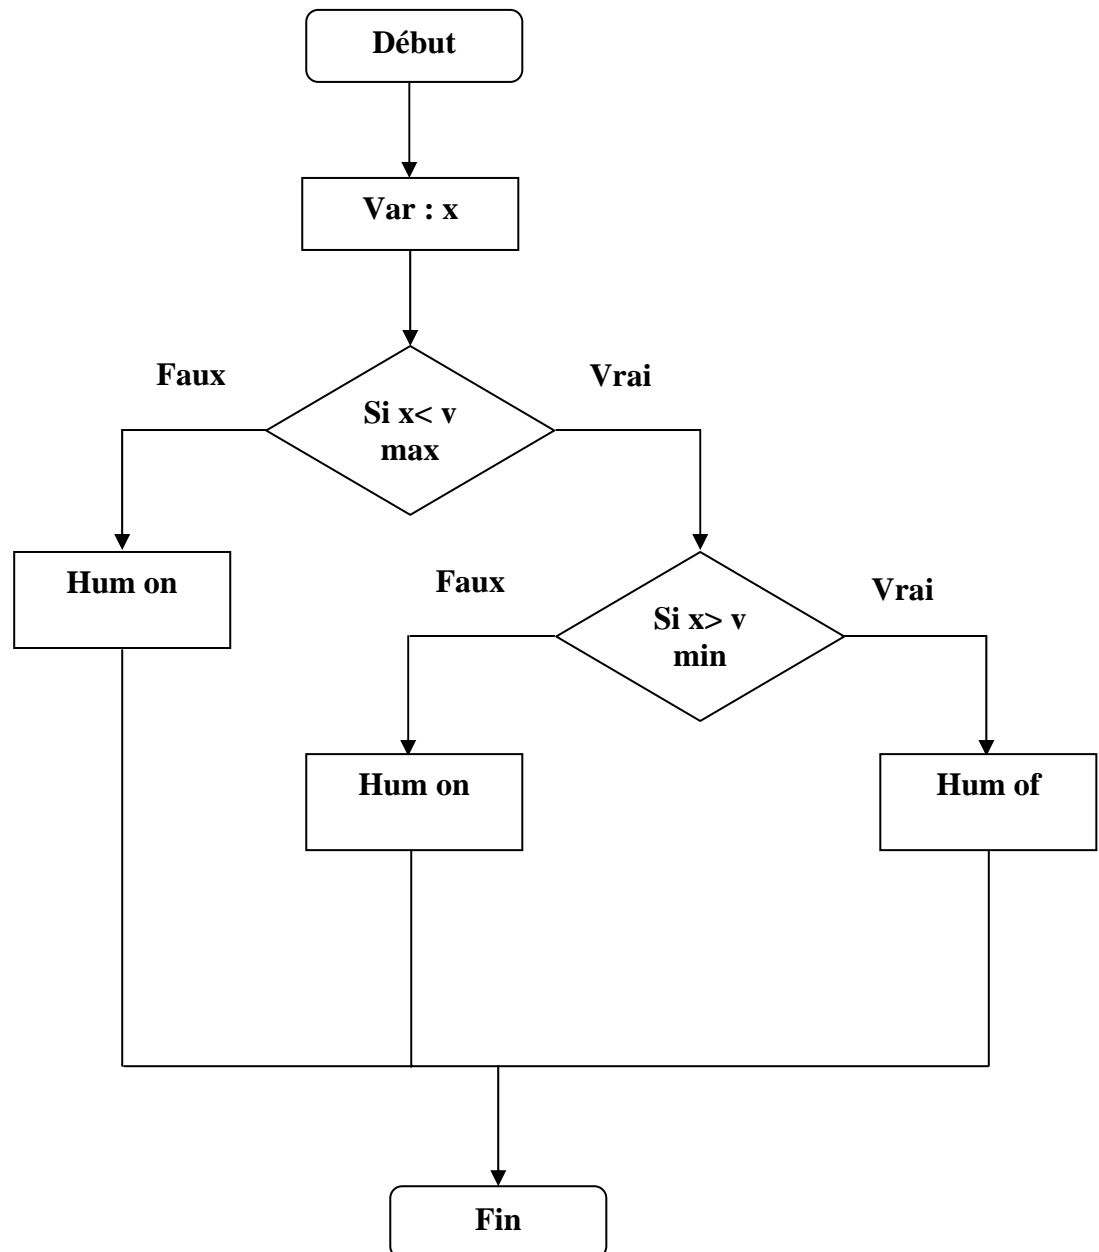 Début
Var : x
Faux
Vrai
Si x< v
max
Hum on
Faux
Vrai
Si x> v
min
Hum on
Hum of
Fin